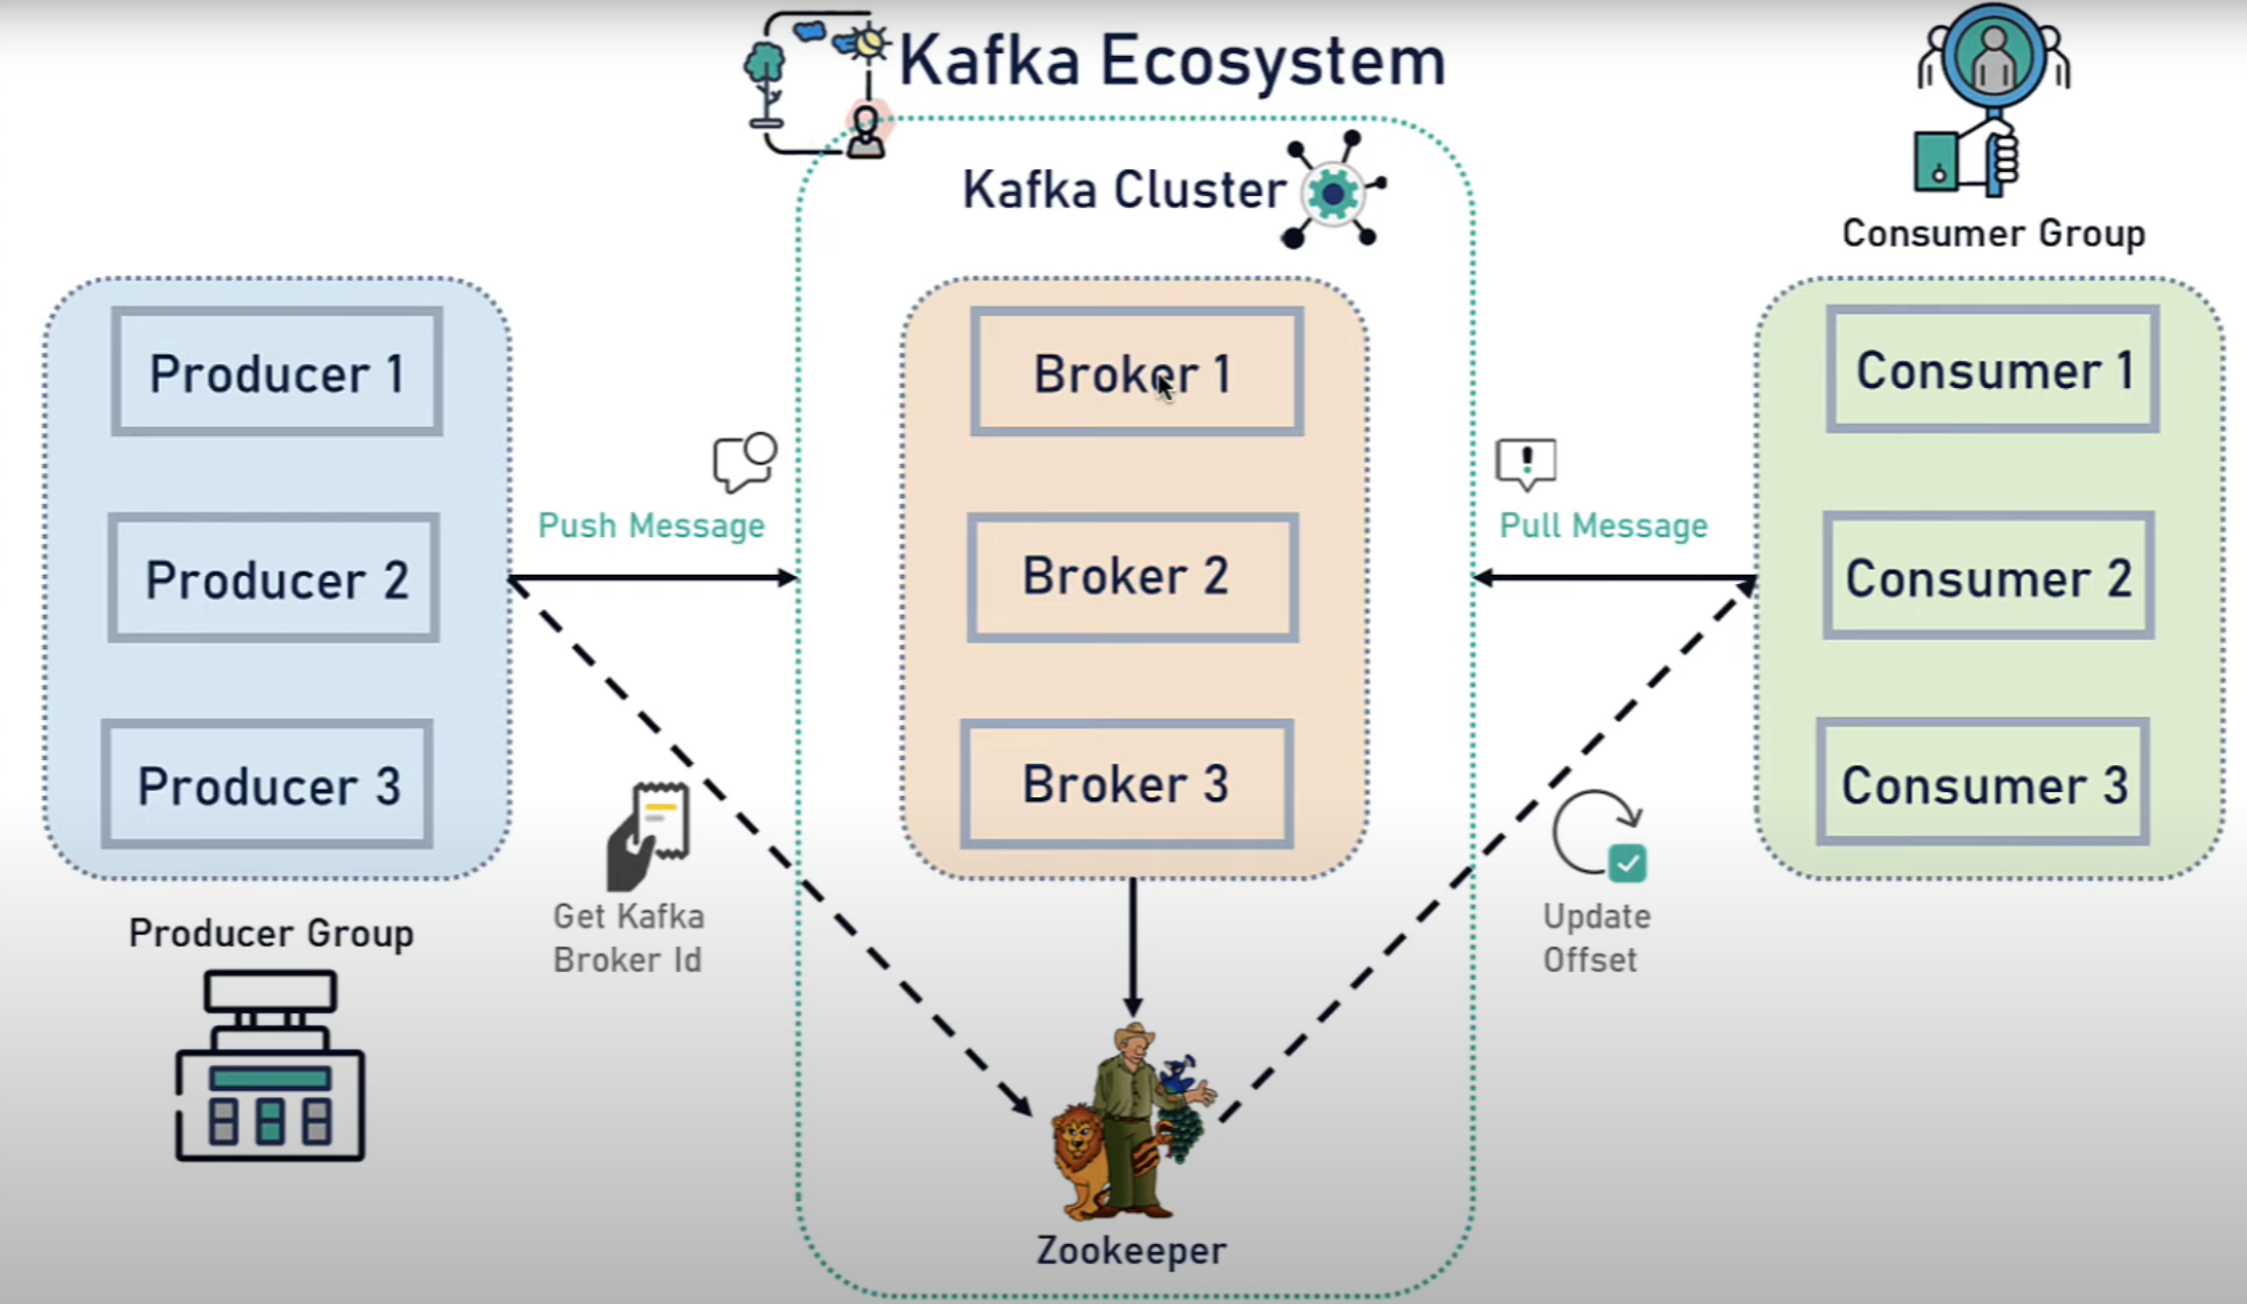 Kafka Ecosystem
Kafka Cluster
Consumer Group
Producer 1
Producer 2
Producer 3
Producer Group
Push Message
Get Kafka
Broker Id
Broker 1
Broker 2
Broker 3
Zookeeper
Pull Message
Update
Offset
Consumer 1
Consumer 2
Consumer 3